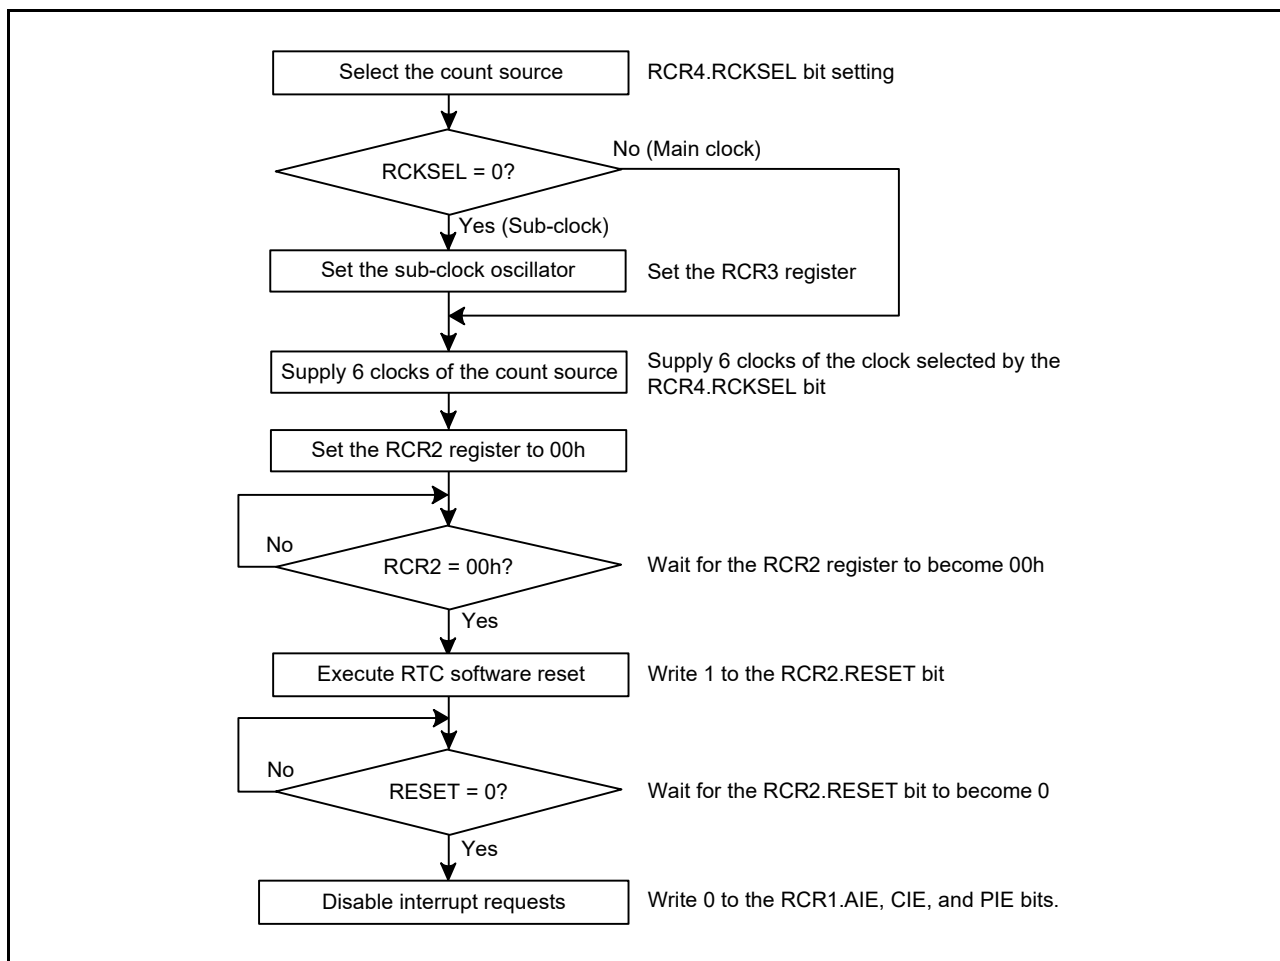 Select the count source
RCR4.RCKSEL bit setting
RCKSEL = 0?
No (Main clock)
Yes (Sub-clock)
Set the sub-clock oscillator
Set the RCR3 register
Supply 6 clocks of the count source
Supply 6 clocks of the clock selected by the
RCR4.RCKSEL bit
Set the RCR2 register to 00h
No
RCR2 = 00h?
Wait for the RCR2 register to become 00h
Yes
Execute RTC software reset
Write 1 to the RCR2.RESET bit
No
RESET = 0?
Wait for the RCR2.RESET bit to become 0
Yes
Disable interrupt requests
Write 0 to the RCR1.AIE, CIE, and PIE bits.